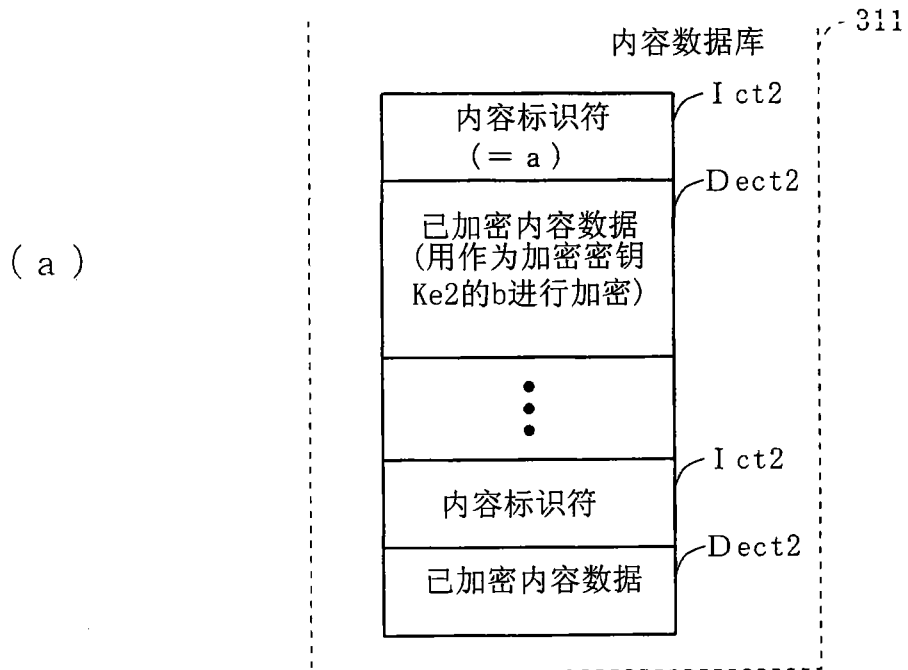 311
内容数据库
Ict2
内容标识符
(= a)
Dect2
已加密内容数据
(用作为加密密钥
Ke2的b进行加密)
(a)
Ict2
内容标识符
Dect2
已加密内容数据